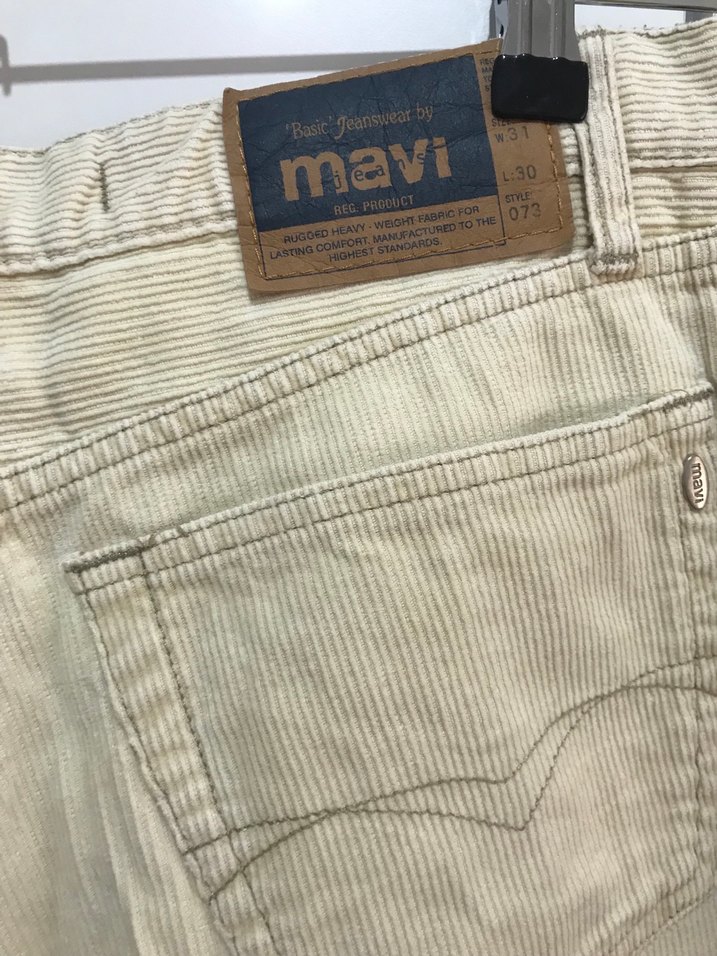 'Basic' Jeanswear by
mavi
jeans
REG. PRODUCT
RUGGED HEAVY - WEIGHT FABRIC FOR
LASTING COMFORT, MANUFACTURED TO THE
HIGHEST STANDARDS.
W:31
L:30
STYLE:
073
mavi